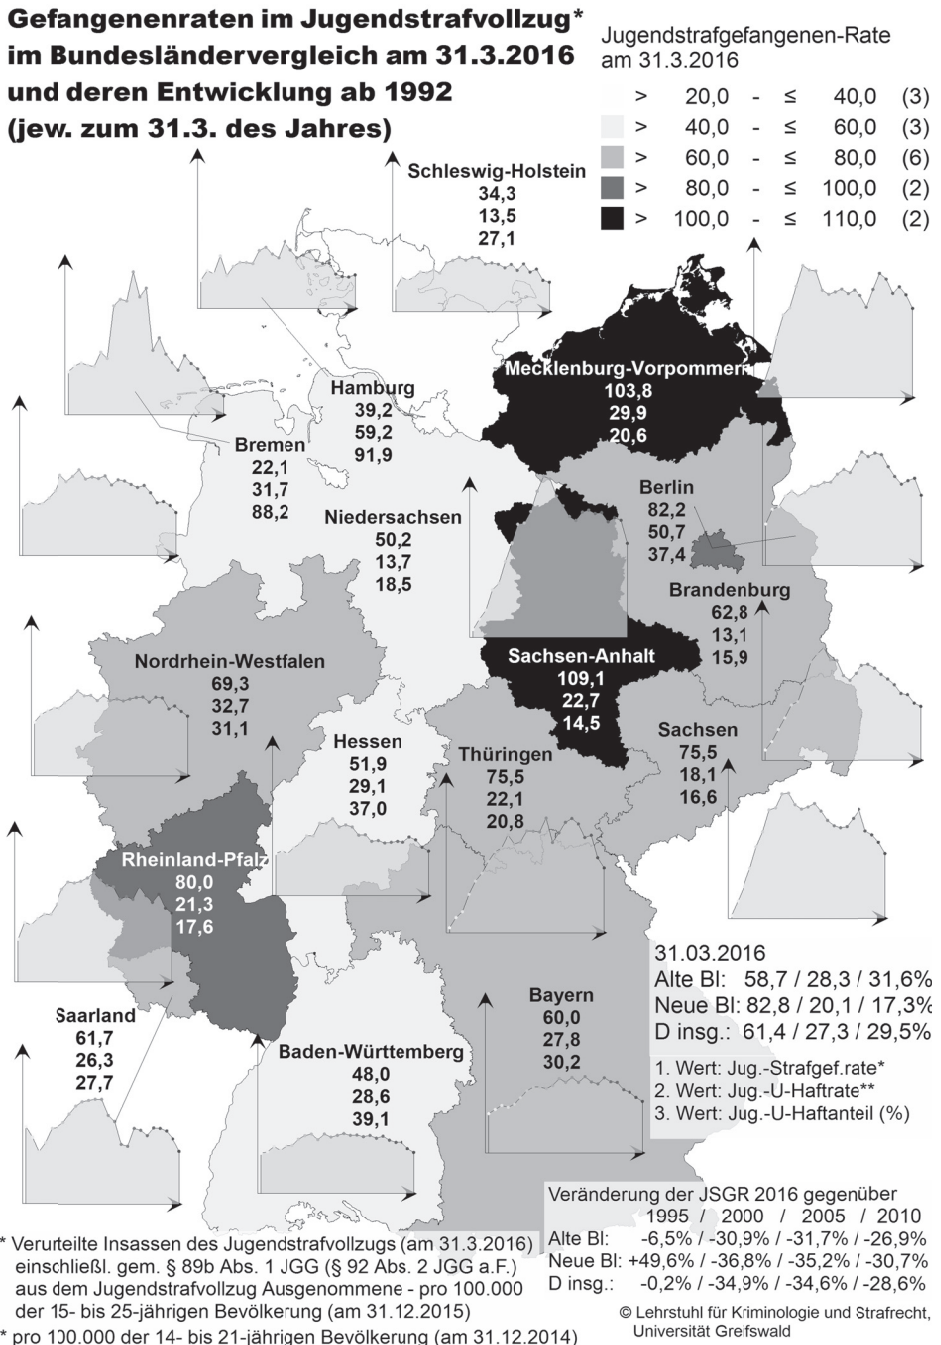 Gefangenenraten im Jugendstrafvollzug*
im Bundesländervergleich am 31.3.2016
und deren Entwicklung ab 1992
(jew. zum 31.3. des Jahres)
Jugendstrafgefangenen-Rate
am 31.3.2016
> 20,0 - ≤ 40,0 (3)
> 40,0 - ≤ 60,0 (3)
> 60,0 - ≤ 80,0 (6)
> 80,0 - ≤ 100,0 (2)
> 100,0 - ≤ 110,0 (2)
Schleswig-Holstein
34,3
13,5
27,1
Mecklenburg-Vorpommern
103,8
29,9
20,6
Hamburg
39,2
59,2
91,9
Bremen
22,1
31,7
88,2
Niedersachsen
50,2
13,7
18,5
Berlin
82,2
50,7
37,4
Brandenburg
62,8
13,1
15,9
Nordrhein-Westfalen
69,3
32,7
31,1
Sachsen-Anhalt
109,1
22,7
14,5
Hessen
51,9
29,1
37,0
Thüringen
75,5
22,1
20,8
Sachsen
75,5
18,1
16,6
Rheinland-Pfalz
80,0
21,3
17,6
Saarland
61,7
26,3
27,7
Baden-Württemberg
48,0
28,6
39,1
Bayern
60,0
27,8
30,2
31.03.2016
Alte Bl: 58,7 / 28,3 / 31,6%
Neue Bl: 82,8 / 20,1 / 17,3%
D insg.: 61,4 / 27,3 / 29,5%
1. Wert: Jug.-Strafgef.rate*
2. Wert: Jug.-U-Haftrate**
3. Wert: Jug.-U-Haftanteil (%)
Veränderung der JSGR 2016 gegenüber
1995 / 2000 / 2005 / 2010
Alte Bl: -6,5% / -30,9% / -31,7% / -26,9%
Neue Bl: +49,6% / -36,8% / -35,2% / -30,7%
D insg.: -0,2% / -34,9% / -34,6% / -28,6%
* Verurteilte Insassen des Jugendstrafvollzugs (am 31.3.2016)
einschließl. gem. § 89b Abs. 1 JGG (§ 92 Abs. 2 JGG a.F.)
aus dem Jugendstrafvollzug Ausgenommene - pro 100.000
der 15- bis 25-jährigen Bevölkerung (am 31.12.2015)
* pro 100.000 der 14- bis 21-jährigen Bevölkerung (am 31.12.2014)
© Lehrstuhl für Kriminologie und Strafrecht,
Universität Greifswald